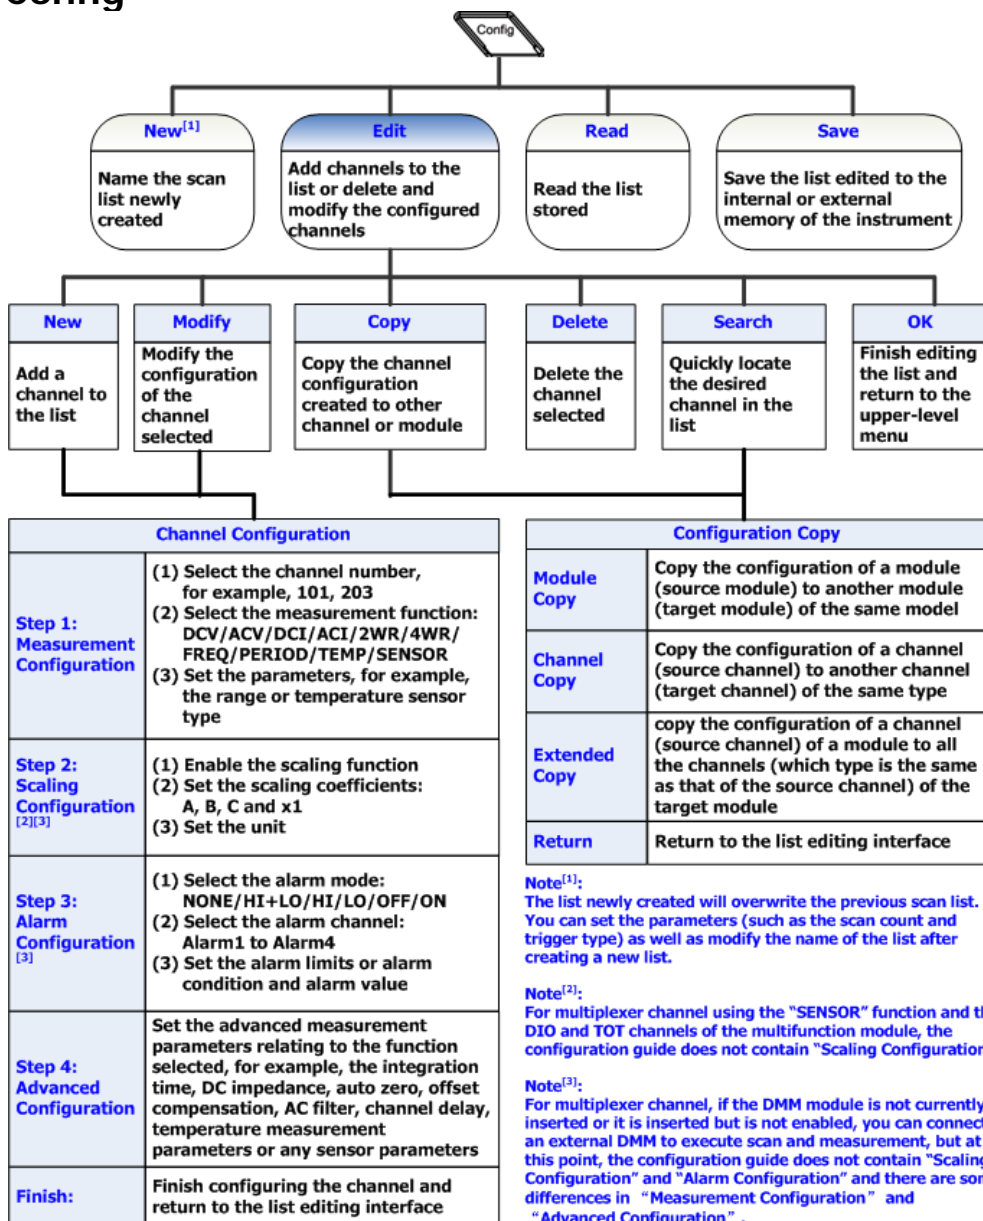 Config
New[1]
Name the scan
list newly
created
Edit
Add channels to the
list or delete and
modify the configured
channels
Read
Read the list
stored
Save
Save the list edited to the
internal or external
memory of the instrument
New
Add a
channel to
the list
Modify
Modify the
configuration
of the
channel
selected
Copy
Copy the channel
configuration
created to other
channel or module
Delete
Delete the
channel
selected
Search
Quickly locate
the desired
channel in the
list
OK
Finish editing
the list and
return to the
upper-level
menu
Channel Configuration
Step 1:
Measurement
Configuration
(1) Select the channel number,
for example, 101, 203
(2) Select the measurement function:
DCV/ACV/DCI/ACI/2WR/4WR/
FREQ/PERIOD/TEMP/SENSOR
(3) Set the parameters, for example,
the range or temperature sensor
type
Step 2:
Scaling
Configuration
[2][3]
(1) Enable the scaling function
(2) Set the scaling coefficients:
A, B, C and x1
(3) Set the unit
Step 3:
Alarm
Configuration
[3]
(1) Select the alarm mode:
NONE/HI+LO/HI/LO/OFF/ON
(2) Select the alarm channel:
Alarm1 to Alarm4
(3) Set the alarm limits or alarm
condition and alarm value
Step 4:
Advanced
Configuration
Set the advanced measurement
parameters relating to the function
selected, for example, the integration
time, DC impedance, auto zero, offset
compensation, AC filter, channel delay,
temperature measurement
parameters or any sensor parameters
Finish:
Finish configuring the channel and
return to the list editing interface
Configuration Copy
Module
Copy
Copy the configuration of a module
(source module) to another module
(target module) of the same model
Channel
Copy
Copy the configuration of a channel
(source channel) to another channel
(target channel) of the same type
Extended
Copy
copy the configuration of a channel
(source channel) of a module to all
the channels (which type is the same
as that of the source channel) of the
target module
Return
Return to the list editing interface
Note[1]:
The list newly created will overwrite the previous scan list.
You can set the parameters (such as the scan count and
trigger type) as well as modify the name of the list after
creating a new list.
Note[2]:
For multiplexer channel using the "SENSOR" function and
DIO and TOT channels of the multifunction module, the
configuration guide does not contain "Scaling Configuration
Note[3]:
For multiplexer channel, if the DMM module is not currently
inserted or it is inserted but is not enabled, you can connect
an external DMM to execute scan and measurement, but at
this point, the configuration guide does not contain "Scaling
Configuration" and "Alarm Configuration" and there are
differences in “Measurement Configuration” and
“Advanced Configuration”.